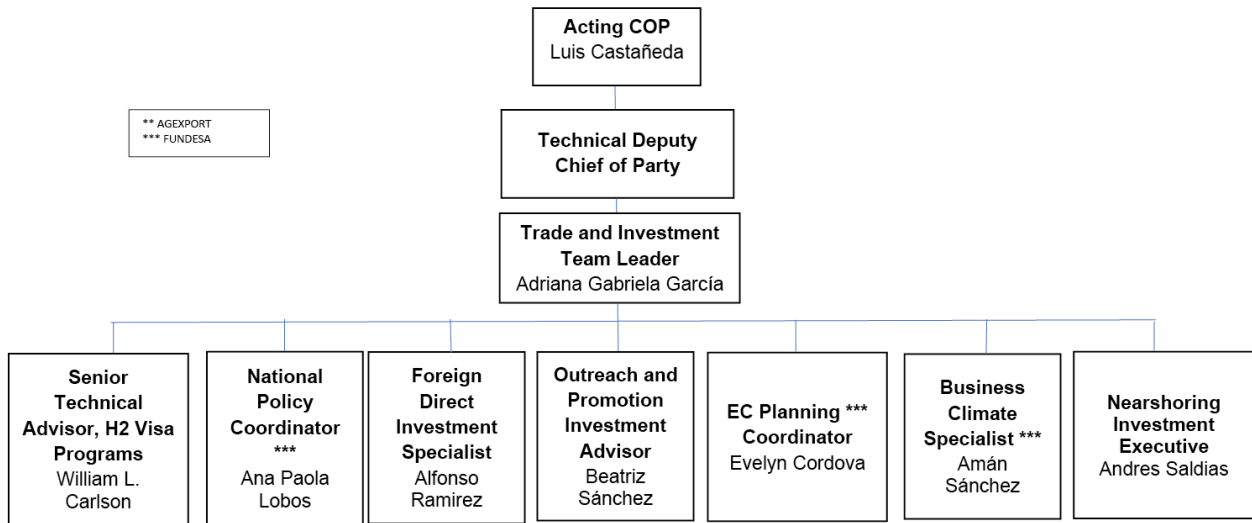 Acting COP
Luis Castañeda
** AGEXPORT
*** FUNDESA
Technical Deputy
Chief of Party
Trade and Investment
Team Leader
Adriana Gabriela García
Senior
Technical
Advisor, H2 Visa
Programs
William L.
Carlson
National
Policy
Coordinator
***
Ana Paola
Lobos
Foreign
Direct
Investment
Specialist
Alfonso
Ramirez
Outreach and
Promotion
Investment
Advisor
Beatriz
Sánchez
EC Planning ***
Coordinator
Evelyn Cordova
Business
Climate
Specialist ***
Amán
Sánchez
Nearshoring
Investment
Executive
Andres Saldias